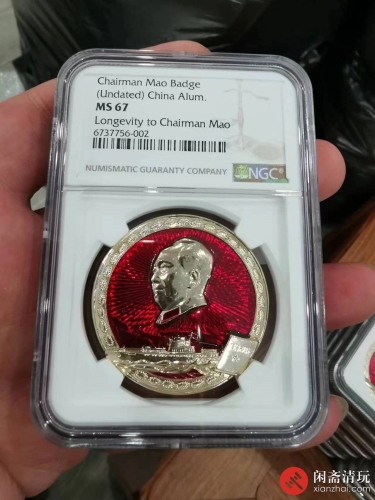 Chairman Mao Badge
(Undated) China Alum.
MS 67
Longevity to Chairman Mao
6737756-002
NUMISMATIC GUARANTY COMPANY
NGC
闲斋清玩
xianzhai.com